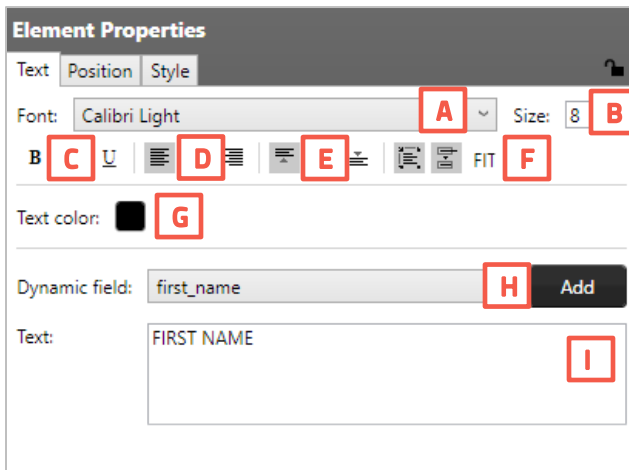 Element Properties
Text Position Style
Font: Calibri Light A Size: 8 B
B C U D E FIT F
Text color: G
Dynamic field: first_name H Add
Text: FIRST NAME I